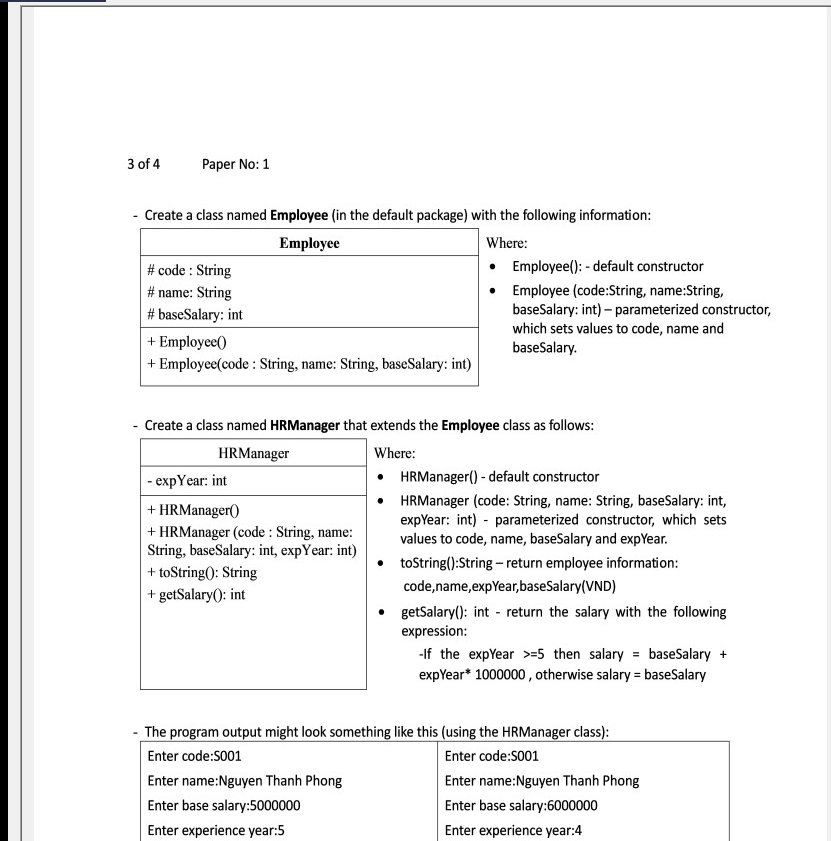 3 of 4 Paper No: 1
- Create a class named Employee (in the default package) with the following information:
Employee
# code : String
# name: String
# baseSalary: int
+ Employee()
+ Employee(code : String, name: String, baseSalary: int)
Where:
• Employee(): - default constructor
• Employee (code:String, name:String,
baseSalary: int) – parameterized constructor,
which sets values to code, name and
baseSalary.
- Create a class named HRManager that extends the Employee class as follows:
HRManager
- expYear: int
+ HRManager()
+ HRManager (code : String, name:
String, baseSalary: int, expYear: int)
+ toString(): String
+ getSalary(): int
Where:
• HRManager() - default constructor
• HRManager (code: String, name: String, baseSalary: int,
expYear: int) - parameterized constructor, which sets
values to code, name, baseSalary and expYear.
• toString():String – return employee information:
code,name,expYear,baseSalary(VND)
• getSalary(): int - return the salary with the following
expression:
-If the expYear >=5 then salary = baseSalary +
expYear* 1000000 , otherwise salary = baseSalary
- The program output might look something like this (using the HRManager class):
Enter code:S001
Enter name:Nguyen Thanh Phong
Enter base salary:5000000
Enter experience year:5
Enter code:S001
Enter name:Nguyen Thanh Phong
Enter base salary:6000000
Enter experience year:4